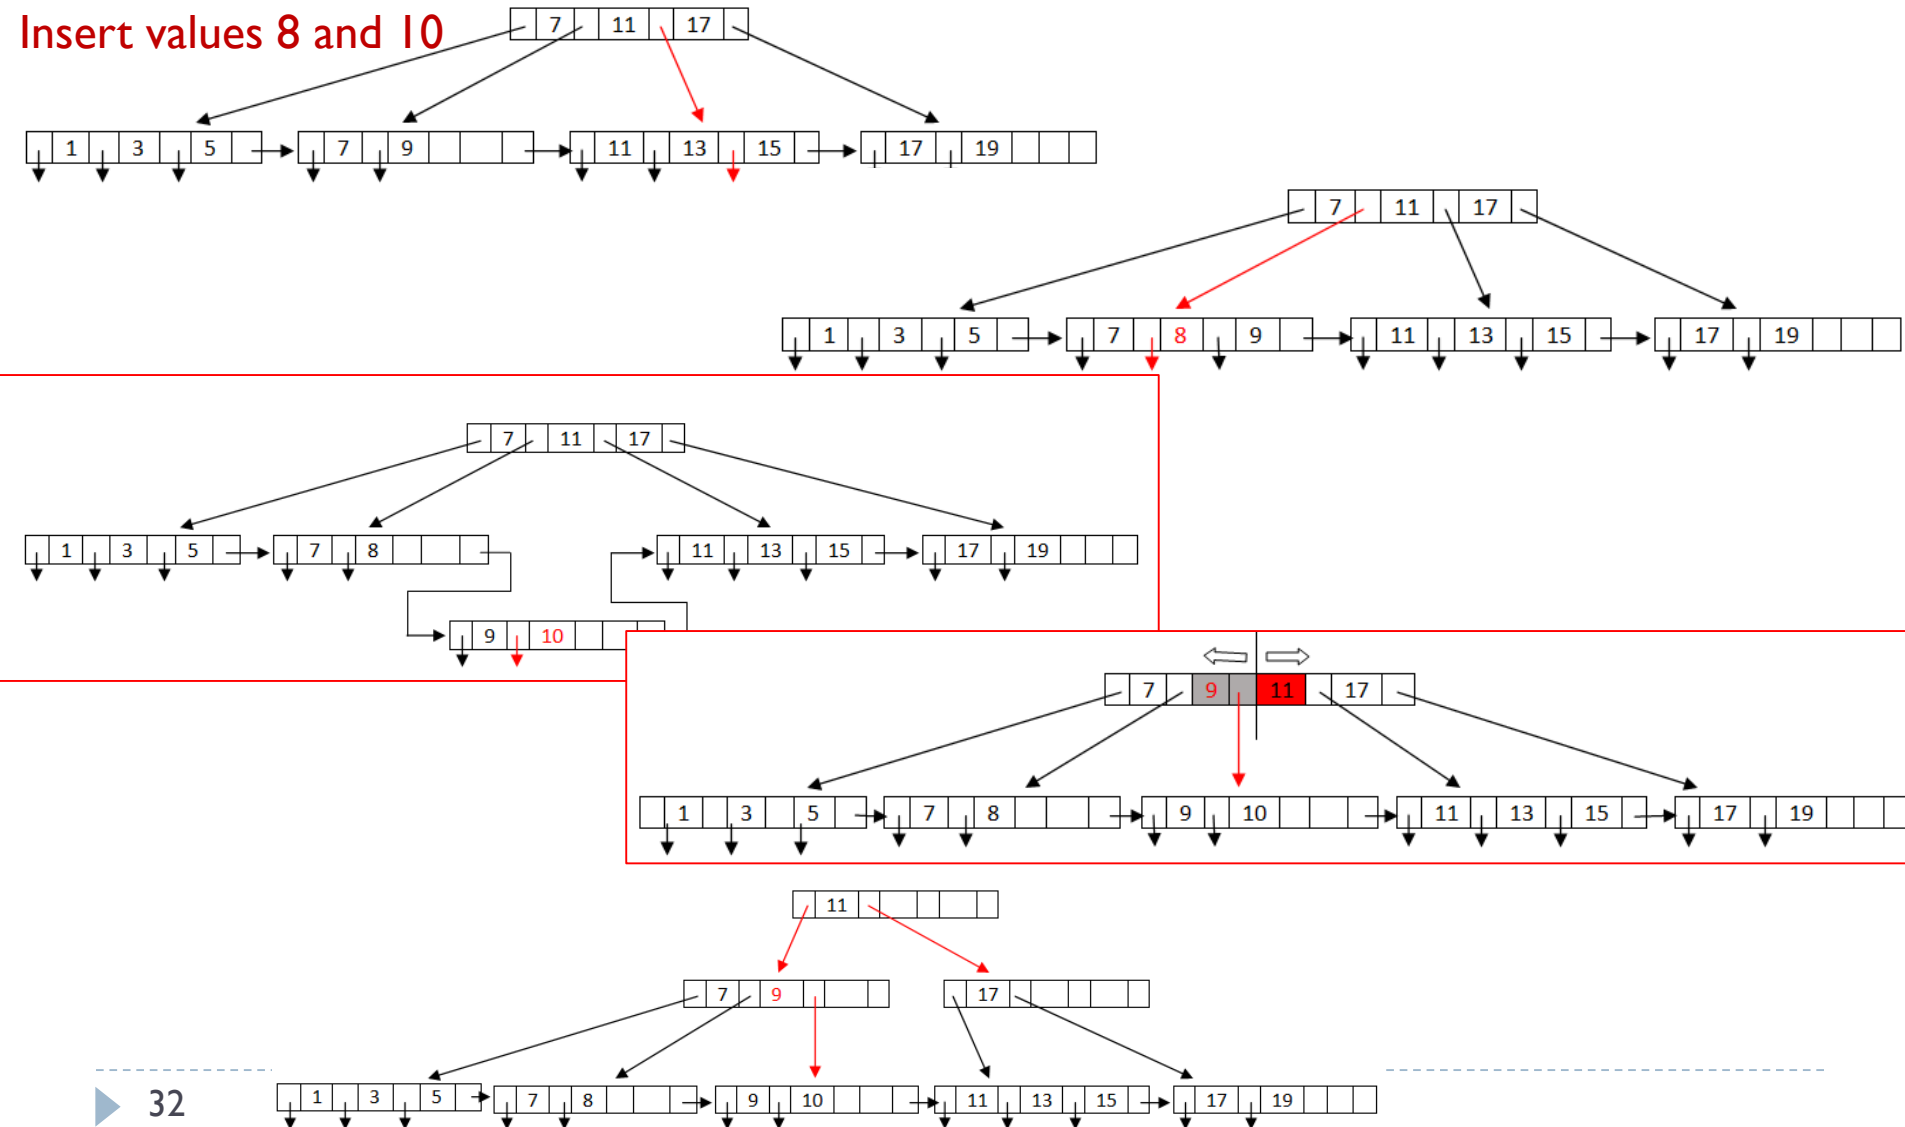 Insert values 8 and 10
7 11 17
1 3 5 7 9 11 13 15 17 19
7 11 17
1 3 5 7 8 9 11 13 15 17 19
7 11 17
1 3 5 7 8 11 13 15 17 19
9 10
7 9 11 17
1 3 5 7 8 9 10 11 13 15 17 19
11
7 9 17
1 3 5 7 8 9 10 11 13 15 17 19
32